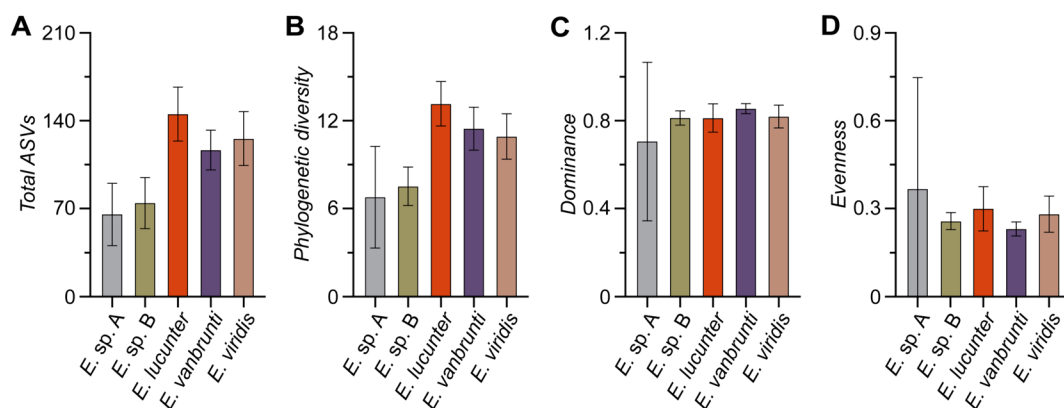 A
Total ASVs
210
140
70
0
E. sp. A
E. sp. B
E. lucunter
E. vanbrunti
E. viridis
B
Phylogenetic diversity
18
12
6
0
E. sp. A
E. sp. B
E. lucunter
E. vanbrunti
E. viridis
C
Dominance
1.2
0.8
0.4
0.0
E. sp. A
E. sp. B
E. lucunter
E. vanbrunti
E. viridis
D
Evenness
0.9
0.6
0.3
0.0
E. sp. A
E. sp. B
E. lucunter
E. vanbrunti
E. viridis